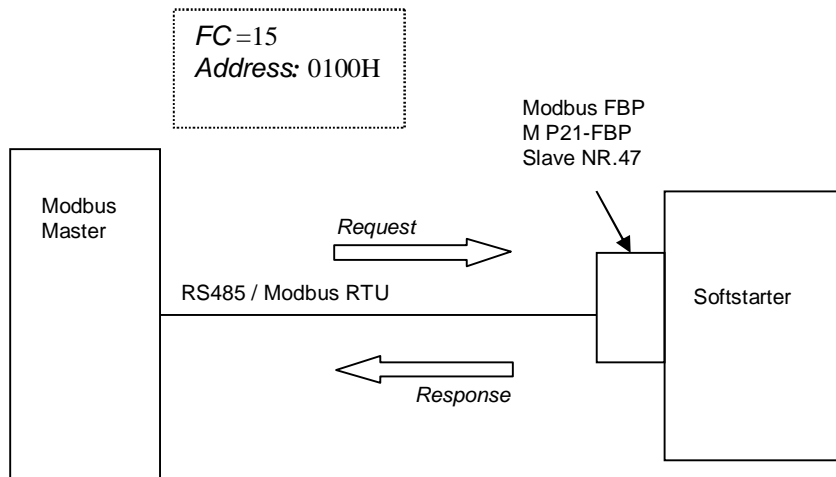 FC=15
Address: 0100H
Modbus FBP
M P21-FBP
Slave NR.47
Modbus
Master
Request
RS485 / Modbus RTU
Softstarter
Response